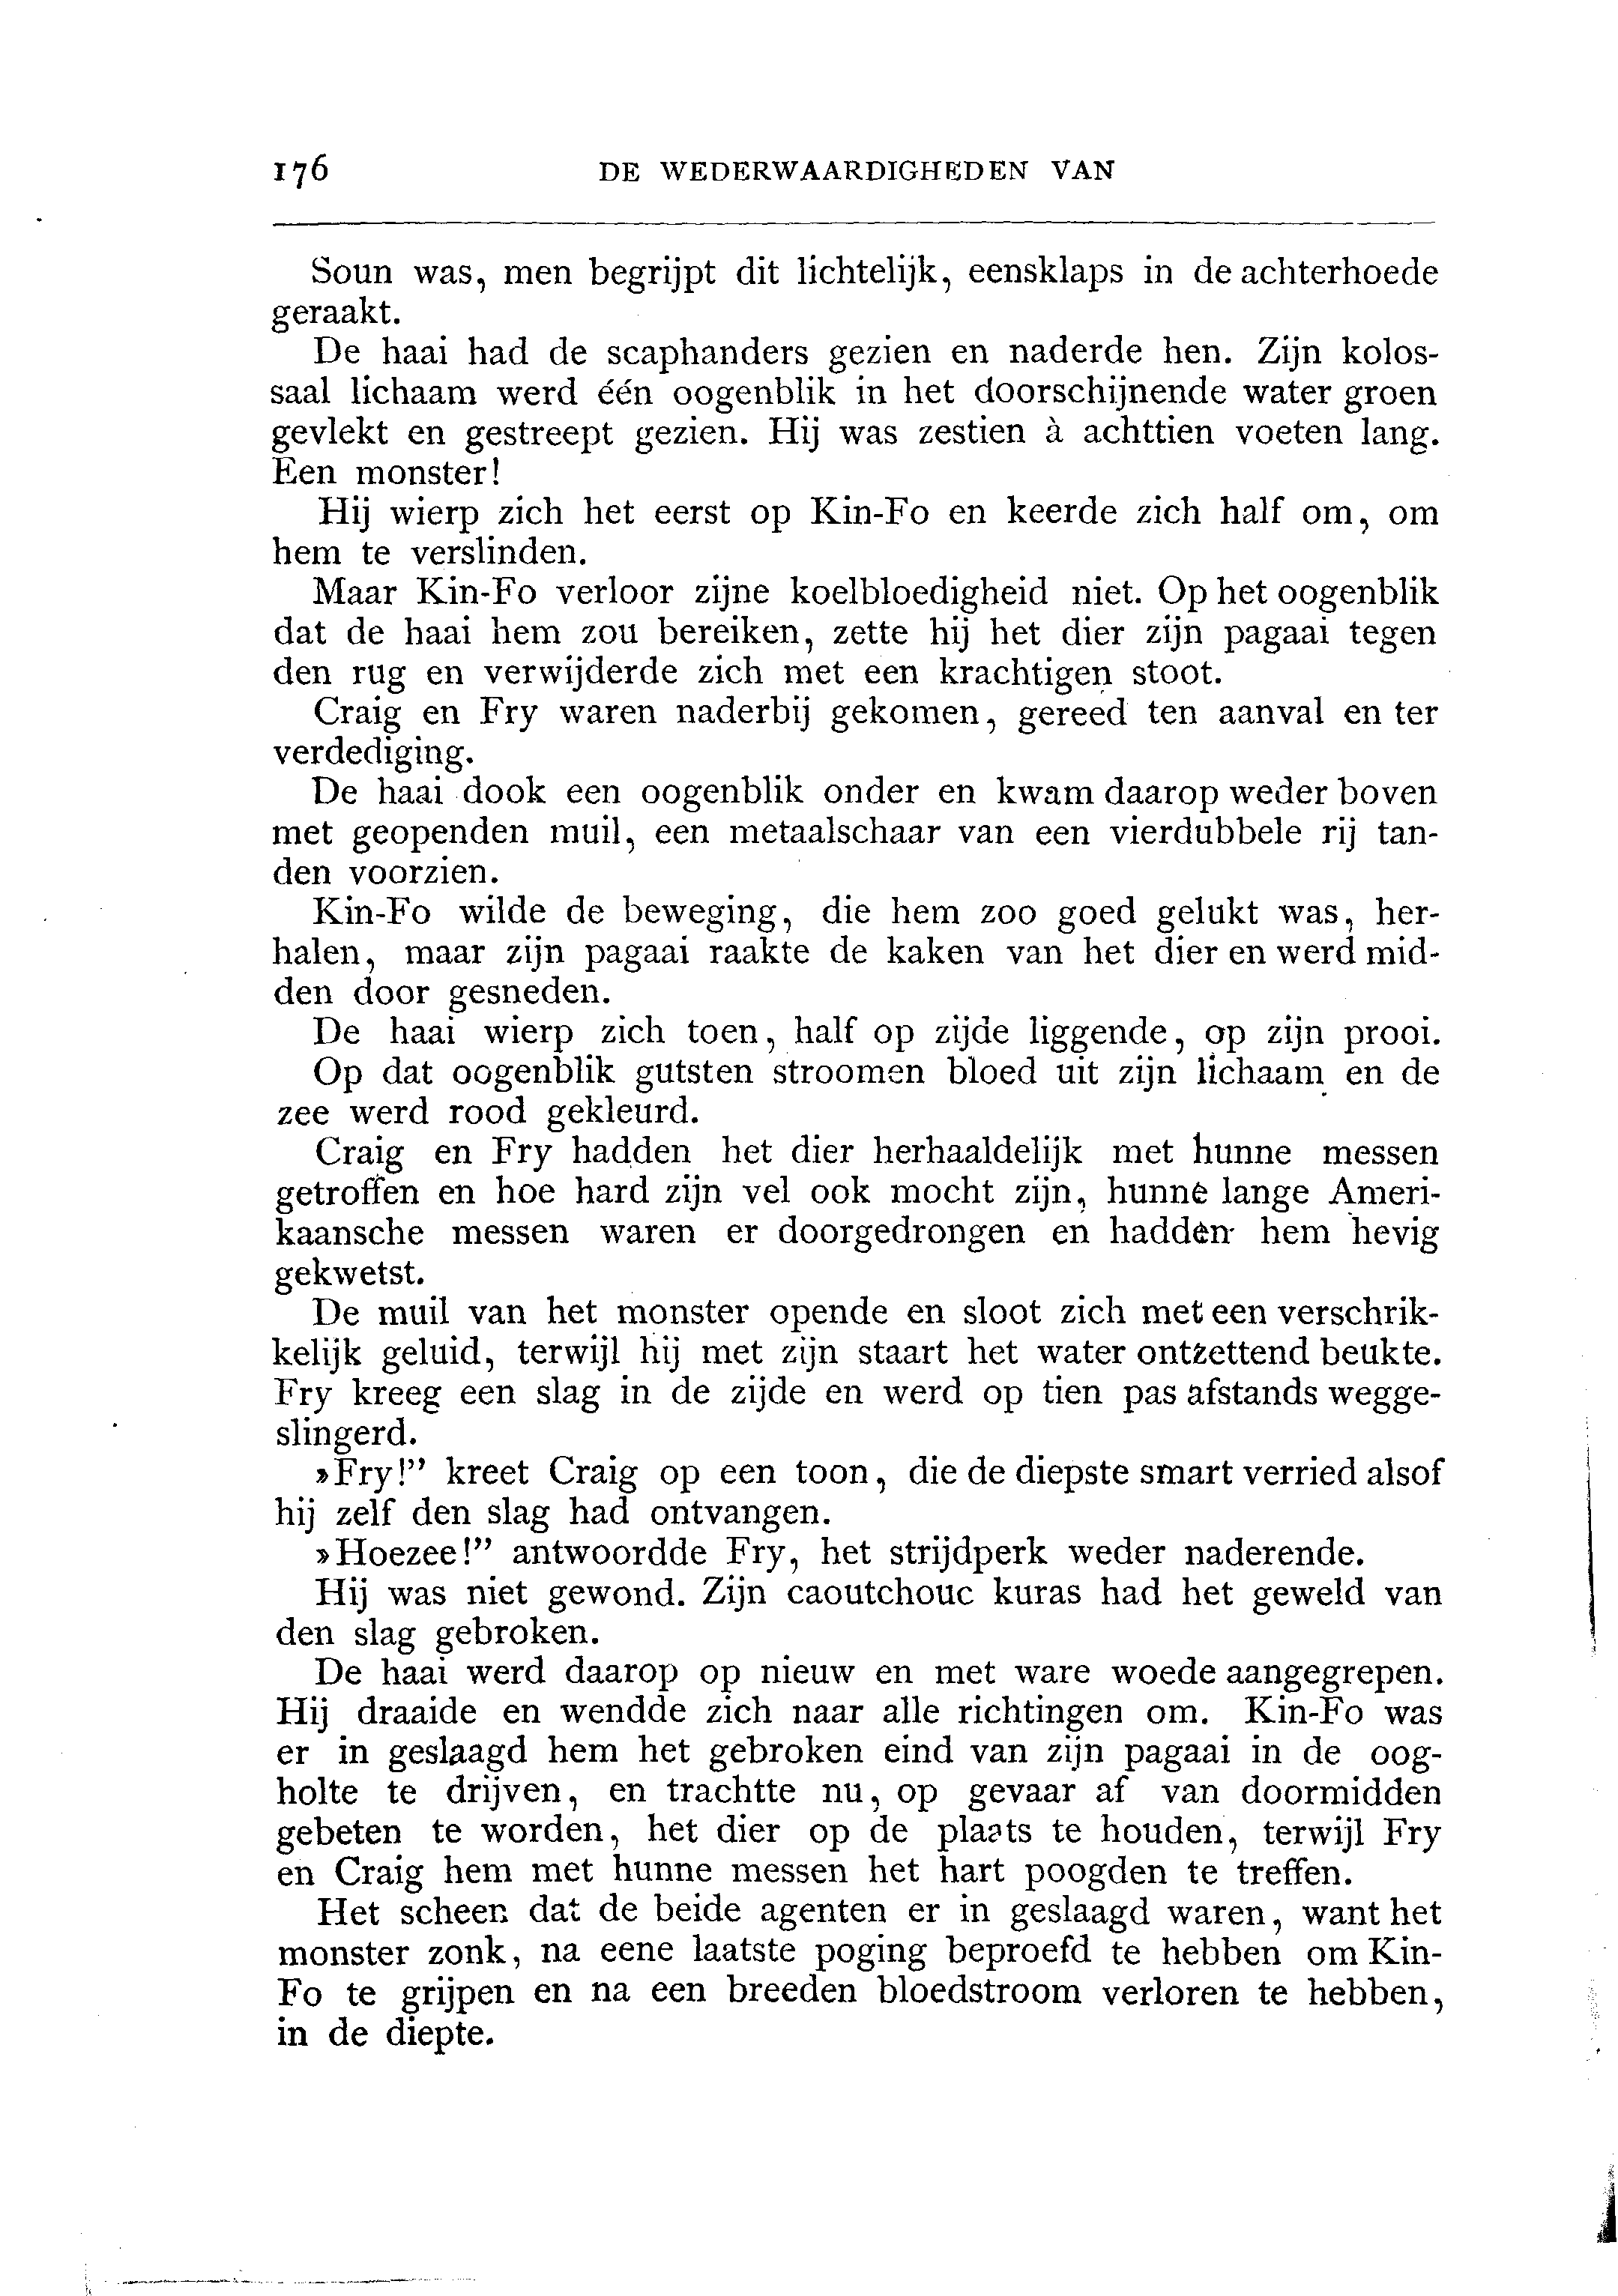 176 DE WEDERWAARDIGHEDEN VAN
Soun was, men begrijpt dit lichtelijk, eensklaps in de achterhoede
geraakt.
De haai had de scaphanders gezien en naderde hen. Zijn kolos-
saal lichaam werd één oogenblik in het doorschijnende water groen
gevlekt en gestreept gezien. Hij was zestien à achttien voeten lang.
Een monster!
Hij wierp zich het eerst op Kin-Fo en keerde zich half om, om
hem te verslinden.
Maar Kin-Fo verloor zijne koelbloedigheid niet. Op het oogenblik
dat de haai hem zou bereiken, zette hij het dier zijn pagaai tegen
den rug en verwijderde zich met een krachtigen stoot.
Craig en Fry waren naderbij gekomen, gereed ten aanval en ter
verdediging.
De haai dook een oogenblik onder en kwam daarop weder boven
met geopenden muil, een metaalschaar van een vierdubbele rij tan-
den voorzien.
Kin-Fo wilde de beweging, die hem zoo goed gelukt was, her-
halen, maar zijn pagaai raakte de kaken van het dier en werd mid-
den door gesneden.
De haai wierp zich toen, half op zijde liggende, op zijn prooi.
Op dat oogenblik gutsten stroomen bloed uit zijn lichaam en de
zee werd rood gekleurd.
Craig en Fry hadden het dier herhaaldelijk met hunne messen
getroffen en hoe hard zijn vel ook mocht zijn, hunne lange Ameri-
kaansche messen waren er doorgedrongen en hadden hem hevig
gekwetst.
De muil van het monster opende en sloot zich met een verschrik-
kelijk geluid, terwijl hij met zijn staart het water ontzettend beukte.
Fry kreeg een slag in de zijde en werd op tien pas afstands wegge-
slingerd.
»Fry!” kreet Craig op een toon, die de diepste smart verried alsof
hij zelf den slag had ontvangen.
»Hoezee!” antwoordde Fry, het strijdperk weder naderende.
Hij was niet gewond. Zijn caoutchouc kuras had het geweld van
den slag gebroken.
De haai werd daarop op nieuw en met ware woede aangegrepen.
Hij draaide en wendde zich naar alle richtingen om. Kin-Fo was
er in geslaagd hem het gebroken eind van zijn pagaai in de oog-
holte te drijven, en trachtte nu, op gevaar af van doormidden
gebeten te worden, het dier op de plaats te houden, terwijl Fry
en Craig hem met hunne messen het hart poogden te treffen.
Het scheen dat de beide agenten er in geslaagd waren, want het
monster zonk, na eene laatste poging beproefd te hebben om Kin-
Fo te grijpen en na een breeden bloedstroom verloren te hebben,
in de diepte.